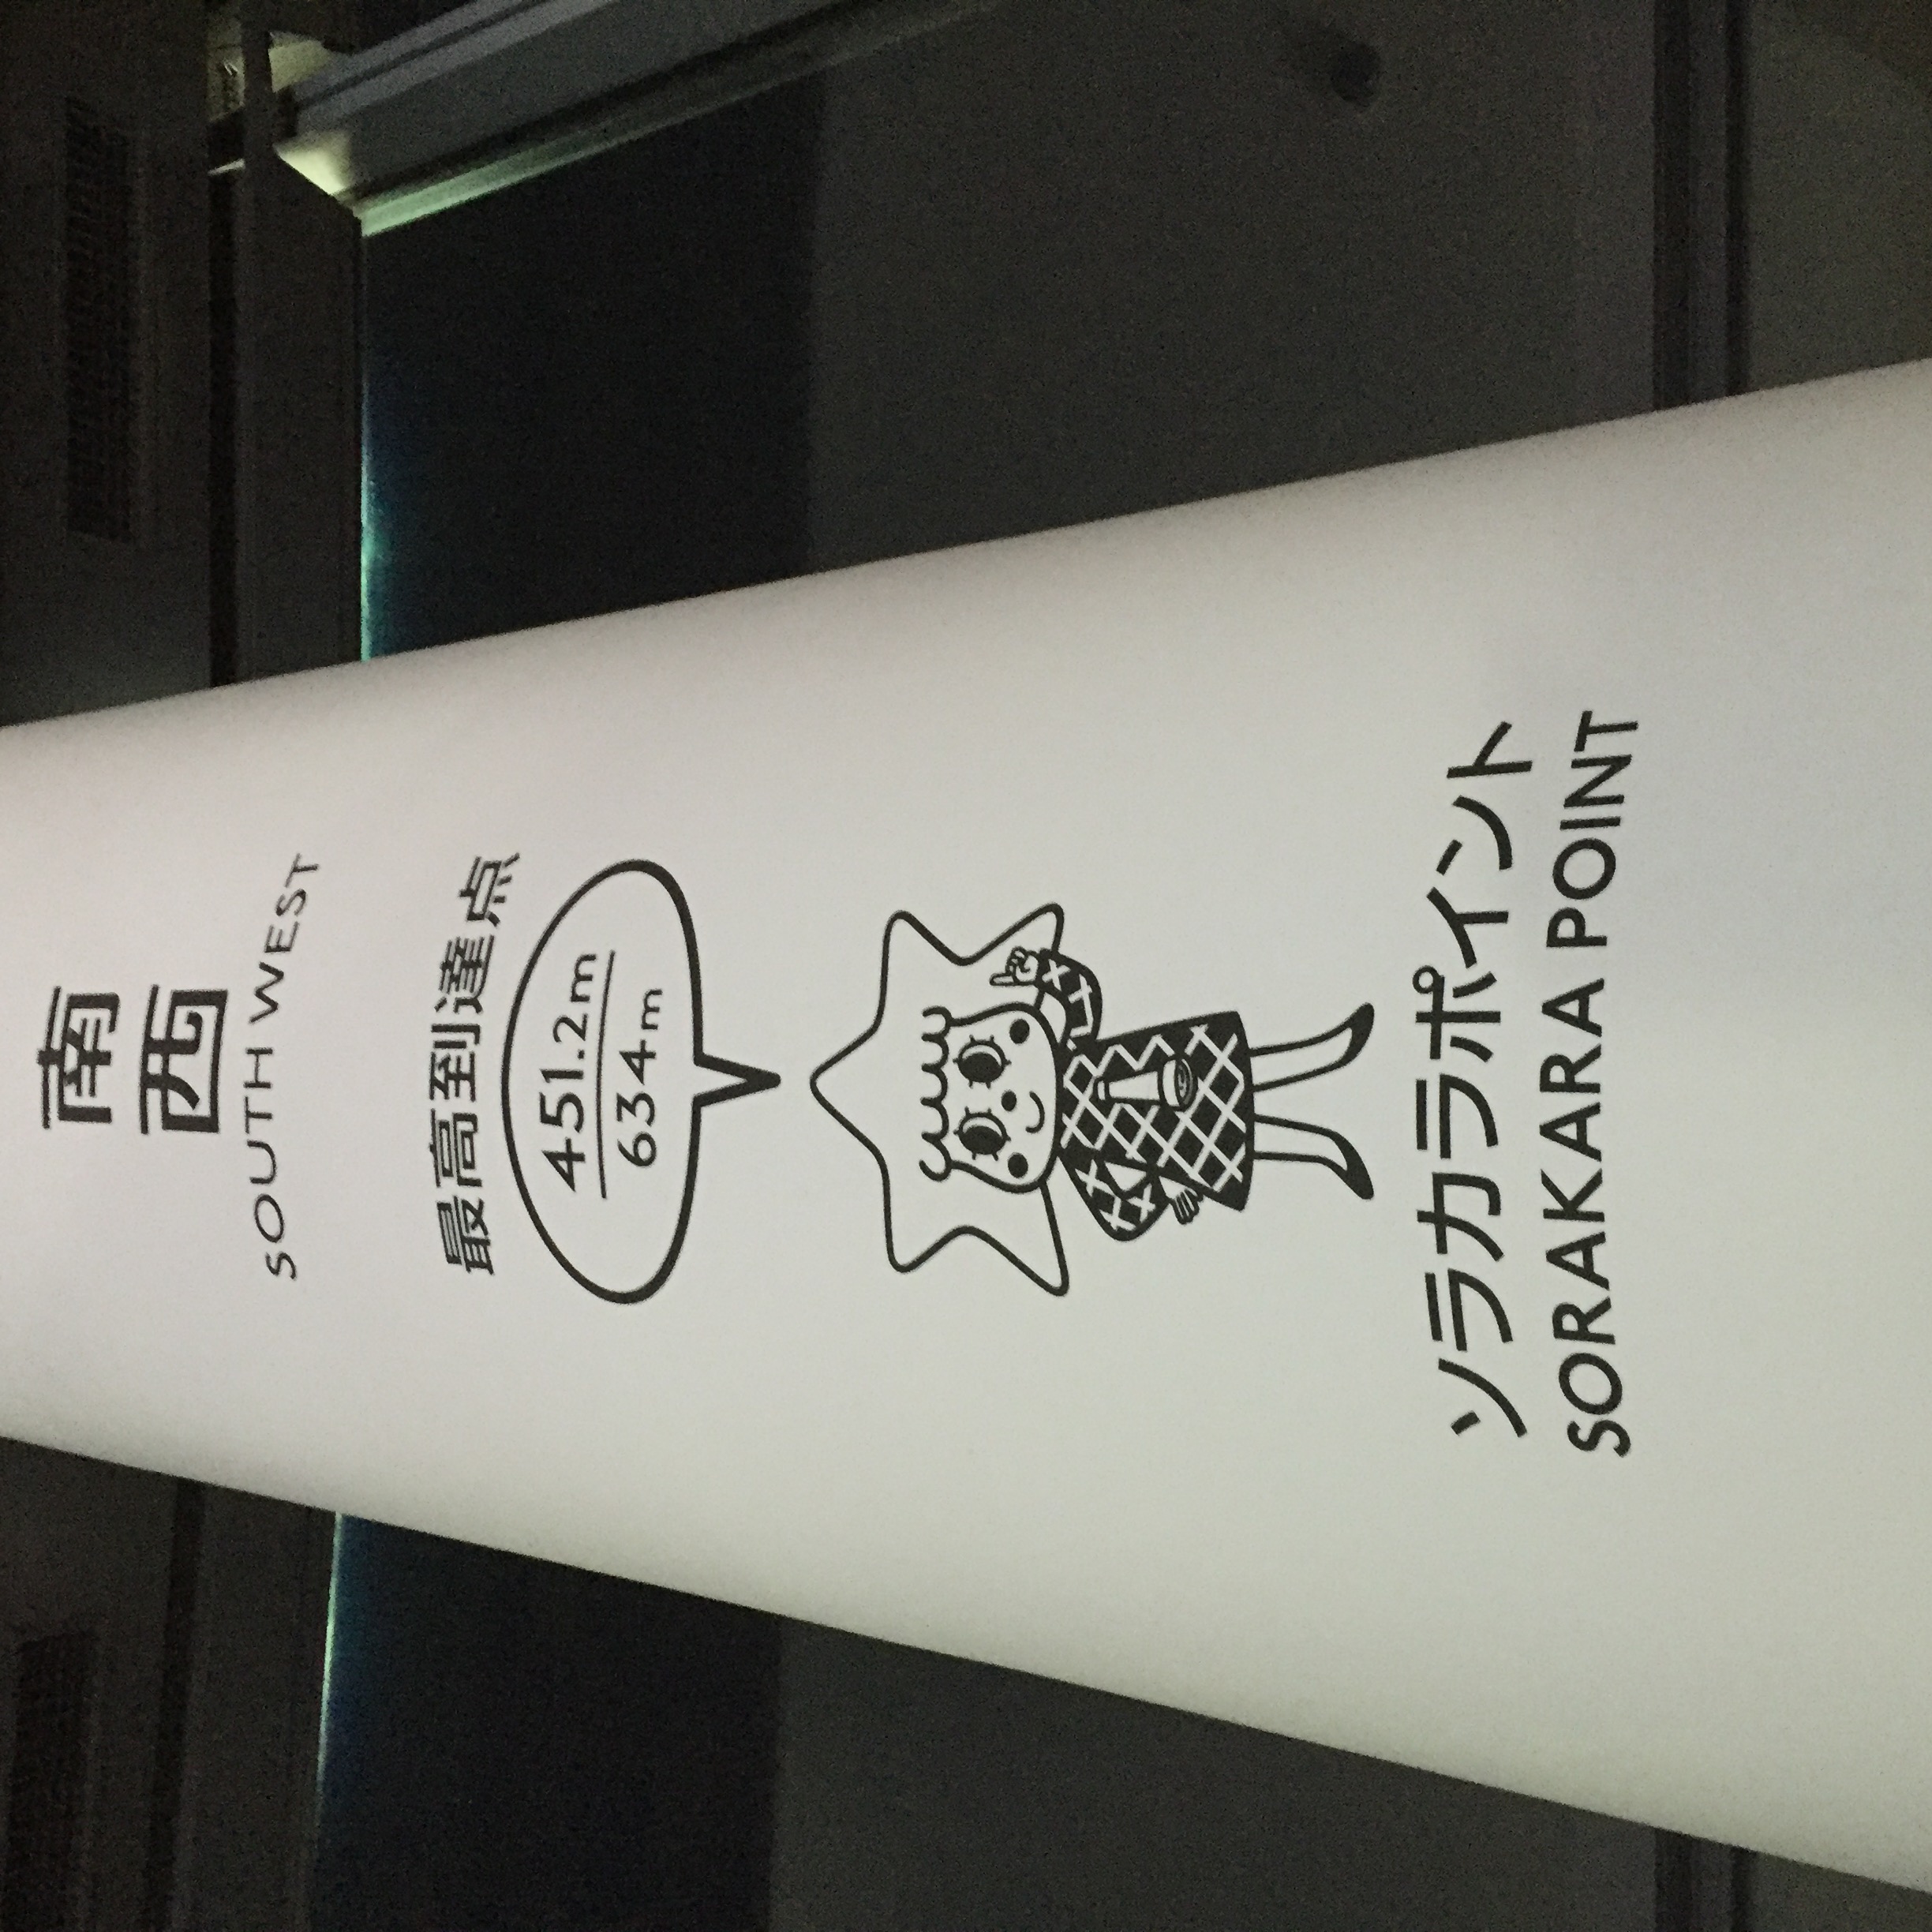 南
西
SOUTH WEST
最高到達点
451.2m
634m
ソラカラポイント
SORAKARA POINT